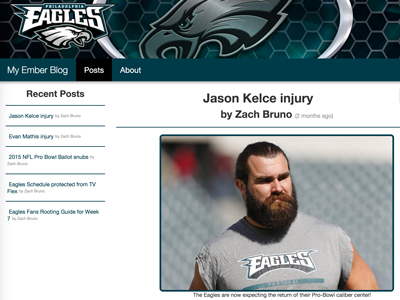 PHILADELPHIA
EAGLES
My Ember Blog
Posts
About
Recent Posts
Jason Kelce injury by Zach Bruno
Evan Mathis injury by Zach Bruno
2015 NFL Pro Bowl Ballot snubs by
Zach Bruno
Eagles Schedule protected from TV
Flex by Zach Bruno
Eagles Fans Rooting Guide for Week
7 by Zach Bruno
Jason Kelce injury
by Zach Bruno (2 months ago)
EAGLES
The Eagles are now expecting the return of their Pro-Bowl caliber center!